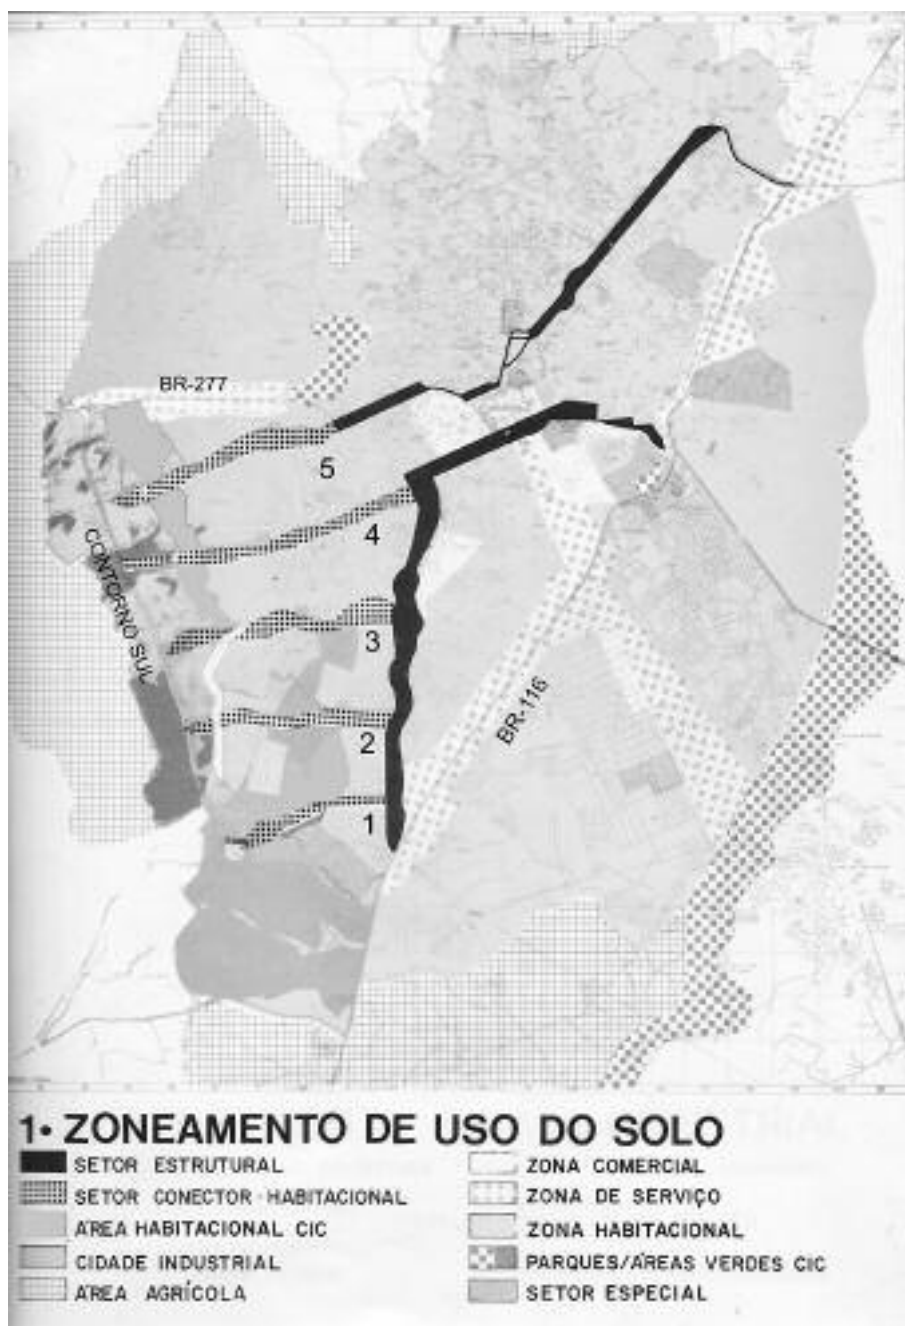 BR-277
5
4
CONTORNO SUL
3
BR-116
2
1
1• ZONEAMENTO DE USO DO SOLO
SETOR ESTRUTURAL
SETOR CONECTOR-HABITACIONAL
ÁREA HABITACIONAL CIC
CIDADE INDUSTRIAL
ÁREA AGRÍCOLA
ZONA COMERCIAL
ZONA DE SERVIÇO
ZONA HABITACIONAL
PARQUES/ÁREAS VERDES CIC
SETOR ESPECIAL